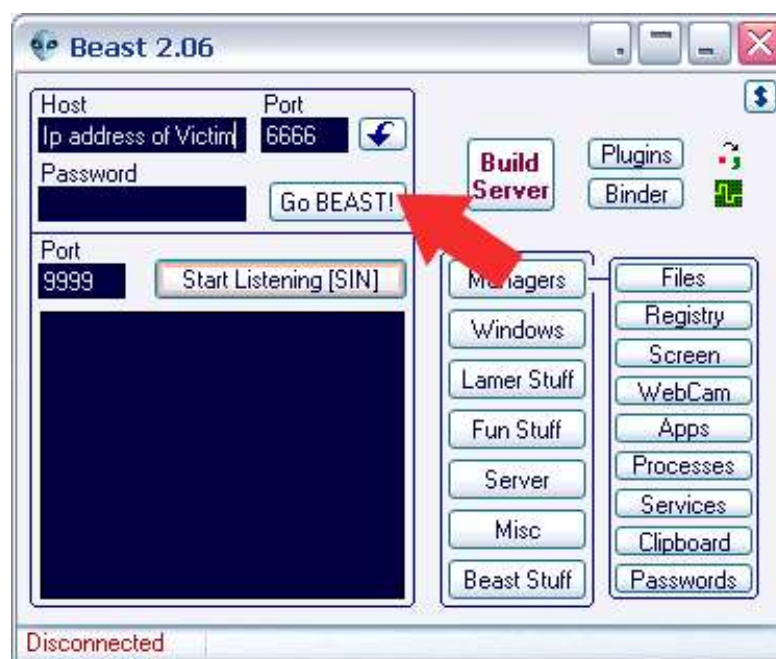 Beast 2.06
Host Port
Ip address of Victim 6666
Password
Go BEAST!
Build
Server
Plugins
Binder
$
Port
9999 Start Listening [SIN]
Managers
Windows
Lamer Stuff
Fun Stuff
Server
Misc
Beast Stuff
Files
Registry
Screen
WebCam
Apps
Processes
Services
Clipboard
Passwords
Disconnected